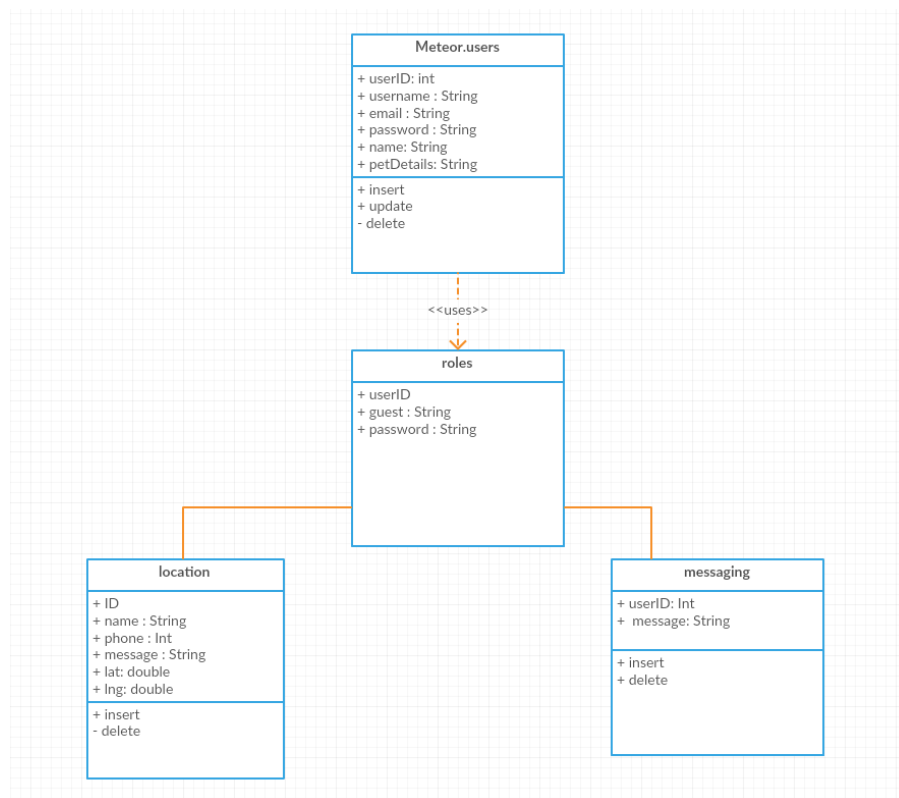 Meteor.users
+ userID: int
+ username : String
+ email : String
+ password : String
+ name: String
+ petDetails: String
+ insert
+ update
- delete
<<uses>>
roles
+ userID
+ guest : String
+ password : String
location
+ ID
+ name : String
+ phone : Int
+ message : String
+ lat: double
+ lng: double
+ insert
- delete
messaging
+ userID: Int
+ message: String
+ insert
+ delete